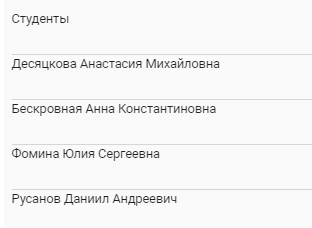 Студенты
Десяцкова Анастасия Михайловна
Бескровная Анна Константиновна
Фомина Юлия Сергеевна
Русанов Даниил Андреевич